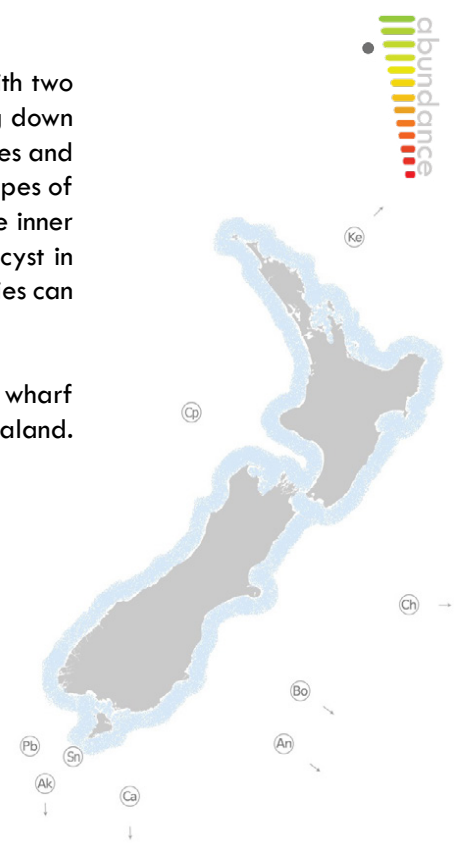 abundance
th two
g down
es and
pes of
e inner
cyst in
ies can
wharf
aland.
Ke
Cp
Ch
Bo
An
Pb
Sn
Ak
Ca